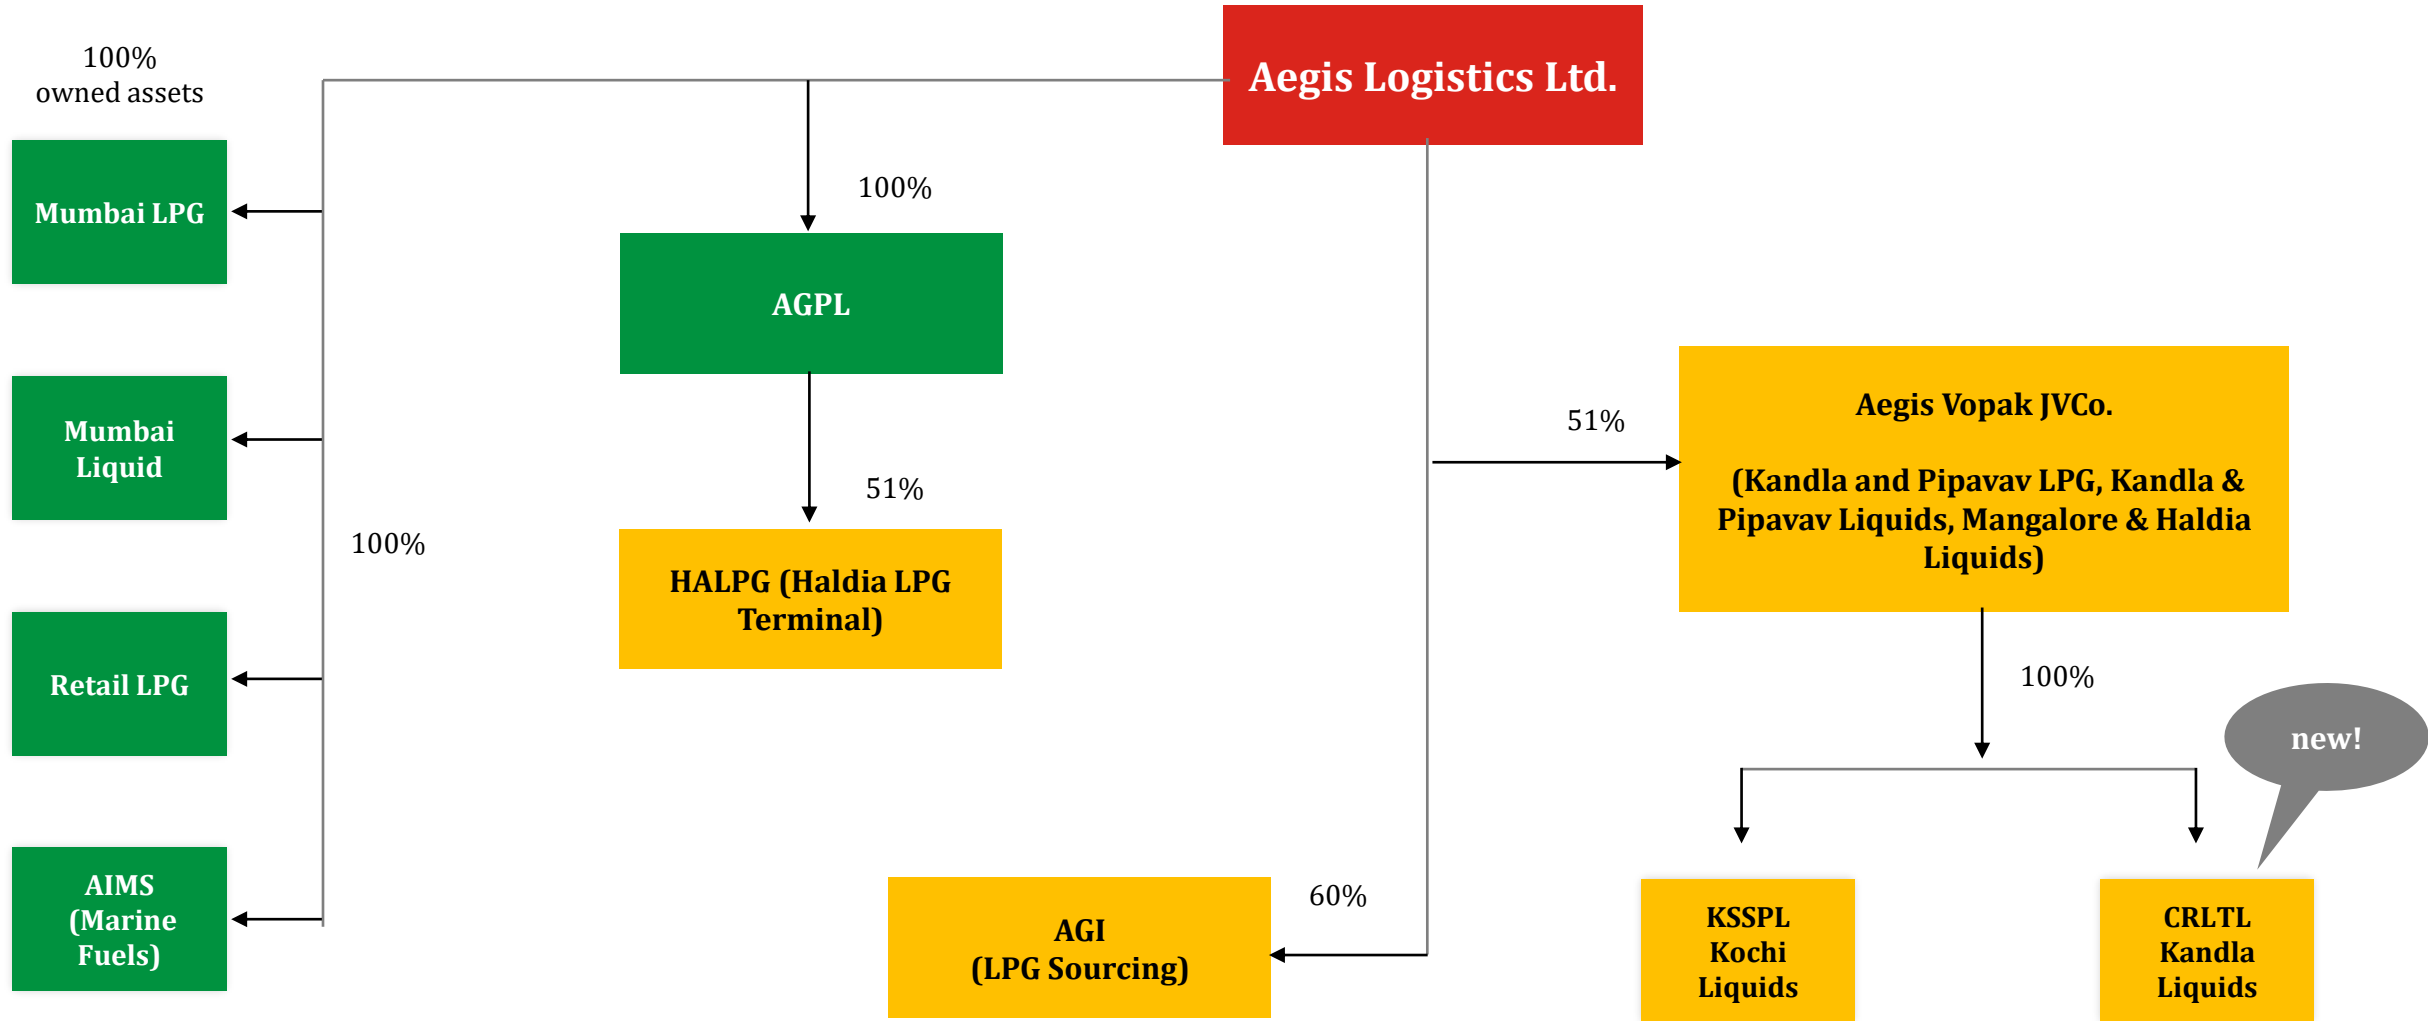 Aegis Logistics Ltd.
100%
owned assets
Mumbai LPG
Mumbai
Liquid
Retail LPG
AIMS
(Marine
Fuels)
100%
100%
AGPL
51%
HALPG (Haldia LPG
Terminal)
60%
AGI
(LPG Sourcing)
51%
Aegis Vopak JVCo.
(Kandla and Pipavav LPG, Kandla &
Pipavav Liquids, Mangalore & Haldia
Liquids)
100%
new!
KSSPL
Kochi
Liquids
CRLTL
Kandla
Liquids